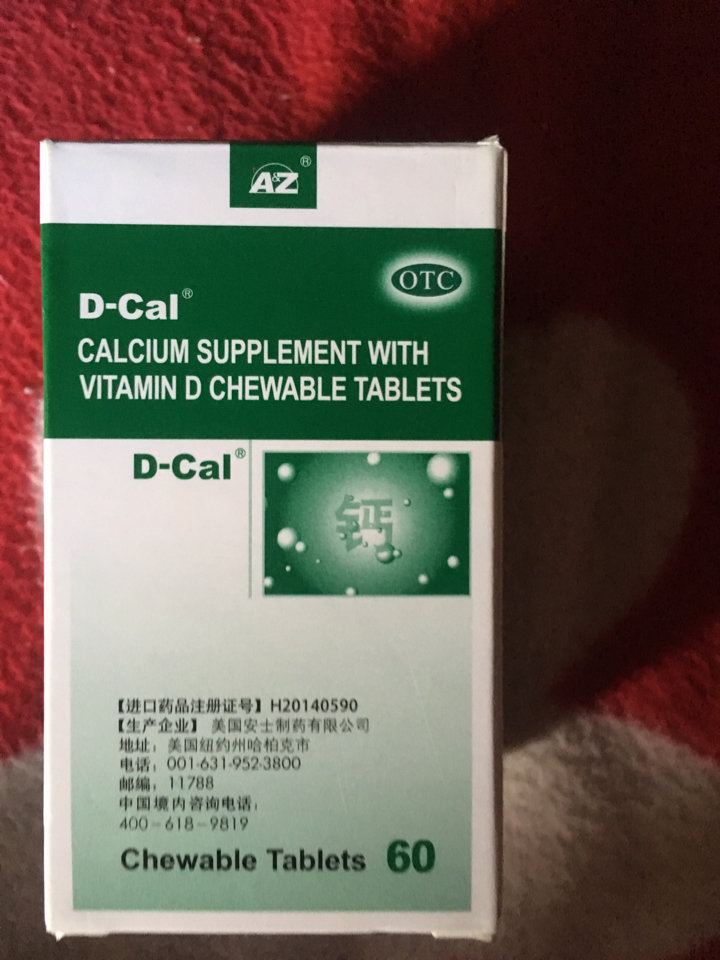 A&Z®
OTC
D-Cal®
CALCIUM SUPPLEMENT WITH
VITAMIN D CHEWABLE TABLETS
D-Cal®
钙
【进口药品注册证号】H20140590
【生产企业】 美国安士制药有限公司
地址：美国纽约州哈柏克市
电话：001-631-952-3800
邮编：11788
中国境内咨询电话：
400-618-9819
Chewable Tablets 60